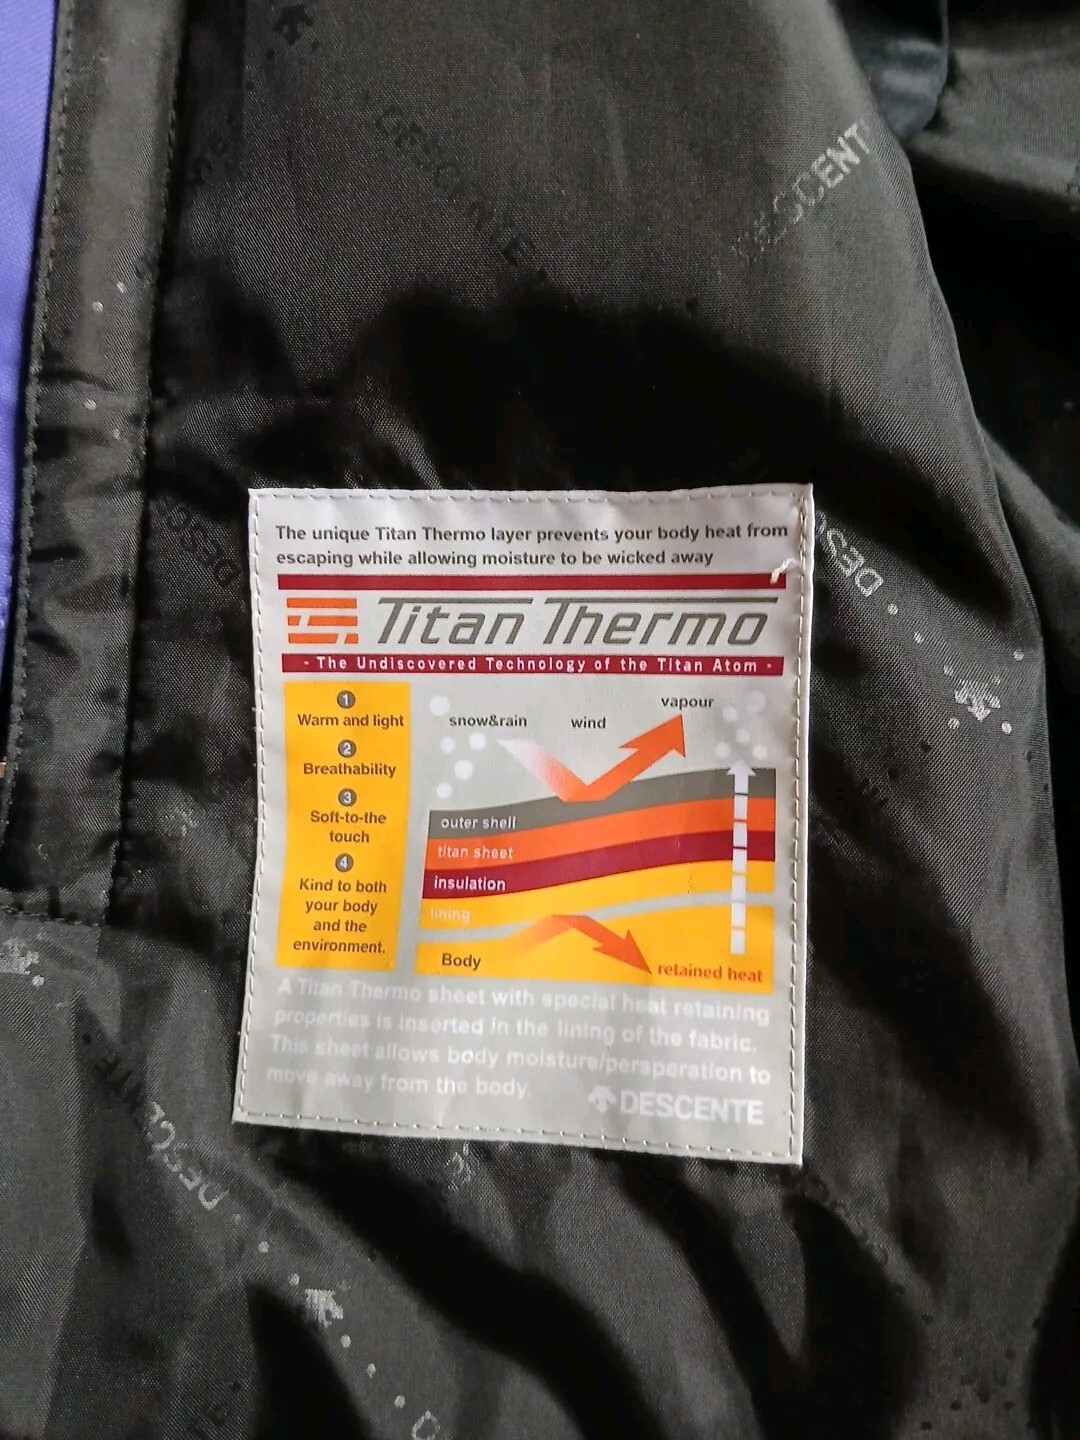 DESCENTE
DESCENT
The unique Titan Thermo layer prevents your body heat from
escaping while allowing moisture to be wicked away
Titan Thermo
- The Undiscovered Technology of the Titan Atom -
1
Warm and light
2
Breathability
3
Soft-to-the
touch
4
Kind to both
your body
and the
environment.
snow&rain
wind
vapour
outer shell
titan sheet
insulation
lining
Body
retained heat
A Titan Thermo sheet with special heat retaining
properties is inserted in the lining of the fabric.
This sheet allows body moisture/persperation to
move away from the body.
DESCENTE
DESC
DESC
DESCENTE